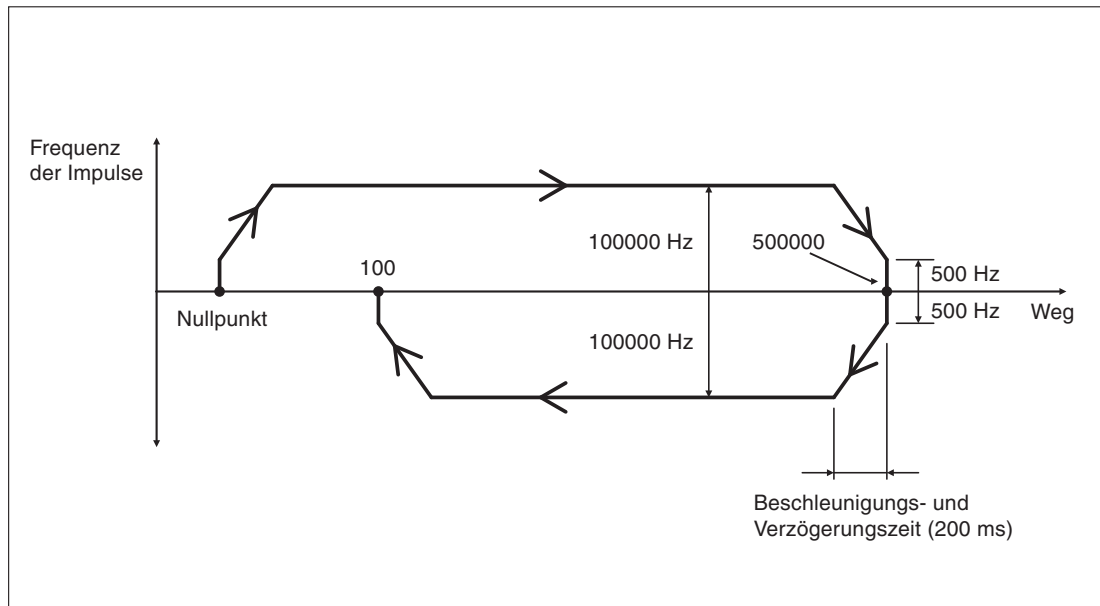 Frequenz
der Impulse
100000 Hz
500000
100
500 Hz
500 Hz
Nullpunkt
Weg
100000 Hz
Beschleunigungs- und
Verzögerungszeit (200 ms)